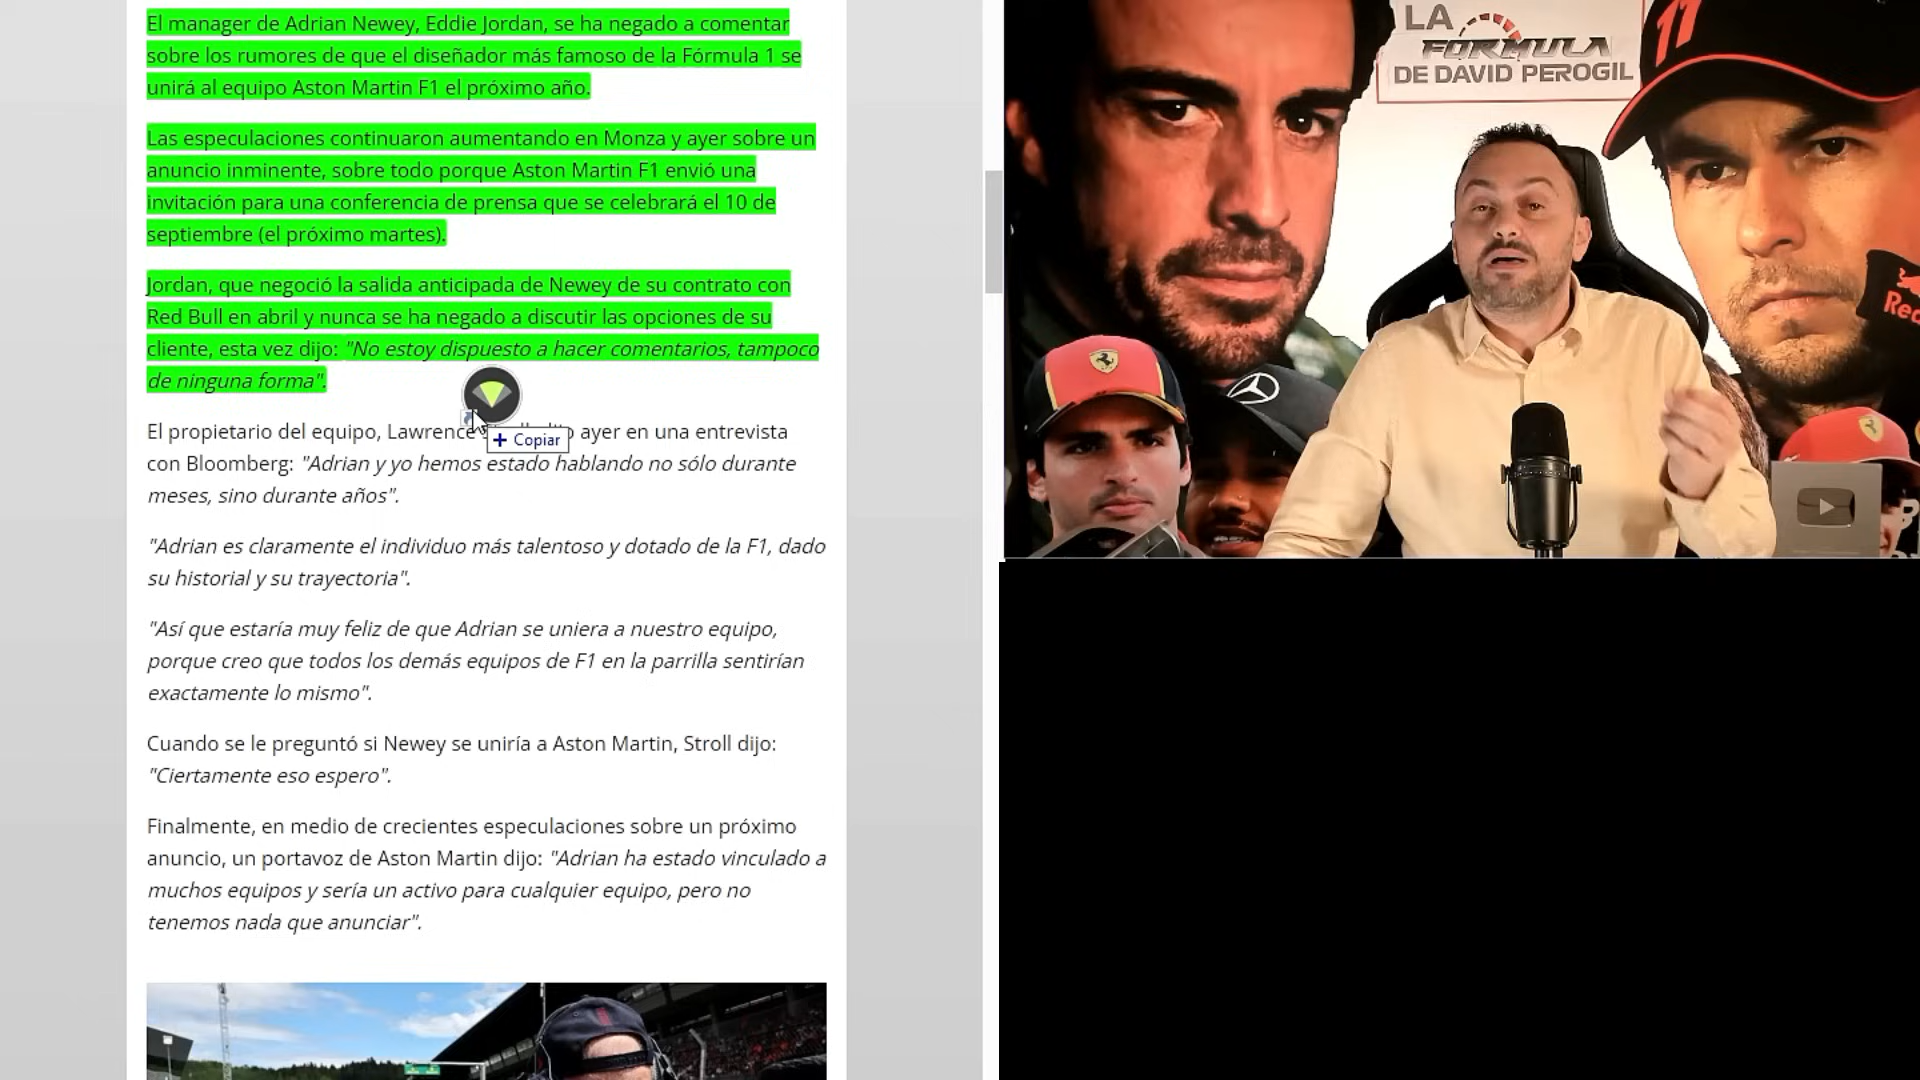 El manager de Adrian Newey, Eddie Jordan, se ha negado a comentar
sobre los rumores de que el diseñador más famoso de la Fórmula 1 se
unirá al equipo Aston Martin F1 el próximo año.
Las especulaciones continuaron aumentando en Monza y ayer sobre un
anuncio inminente, sobre todo porque Aston Martin F1 envió una
invitación para una conferencia de prensa que se celebrará el 10 de
septiembre (el próximo martes).
Jordan, que negoció la salida anticipada de Newey de su contrato con
Red Bull en abril y nunca se ha negado a discutir las opciones de su
cliente, esta vez dijo: "No estoy dispuesto a hacer comentarios, tampoco
de ninguna forma".
El propietario del equipo, Lawrence ayer en una entrevista
+ Copiar
con Bloomberg: "Adrian y yo hemos estado hablando no sólo durante
meses, sino durante años".
"Adrian es claramente el individuo más talentoso y dotado de la F1, dado
su historial y su trayectoria".
"Así que estaría muy feliz de que Adrian se uniera a nuestro equipo,
porque creo que todos los demás equipos de F1 en la parrilla sentirían
exactamente lo mismo".
Cuando se le preguntó si Newey se uniría a Aston Martin, Stroll dijo:
"Ciertamente eso espero".
Finalmente, en medio de crecientes especulaciones sobre un próximo
anuncio, un portavoz de Aston Martin dijo: "Adrian ha estado vinculado a
muchos equipos y sería un activo para cualquier equipo, pero no
tenemos nada que anunciar".
LA
FORMULA
DE DAVID PEROGIL
11
Red